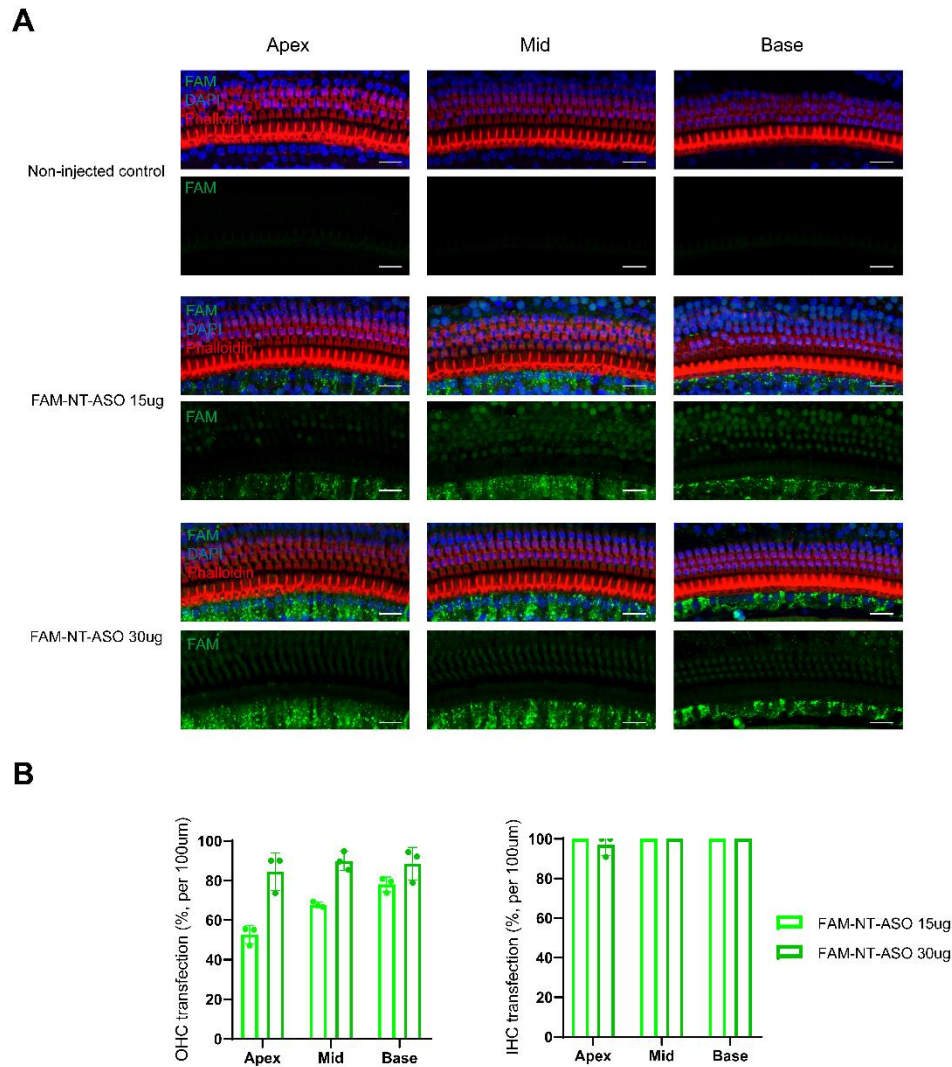 A
Apex Mid Base
FAM
DAPI
Phalloidin
Non-injected control
FAM
FAM
DAPI
Phalloidin
FAM-NT-ASO 15ug
FAM
FAM
DAPI
Phalloidin
FAM-NT-ASO 30ug
FAM
B
OHC transfection (%, per 100um)
100
80
60
40
20
0
Apex Mid Base
IHC transfection (%, per 100um)
100
80
60
40
20
0
Apex Mid Base
FAM-NT-ASO 15ug
FAM-NT-ASO 30ug